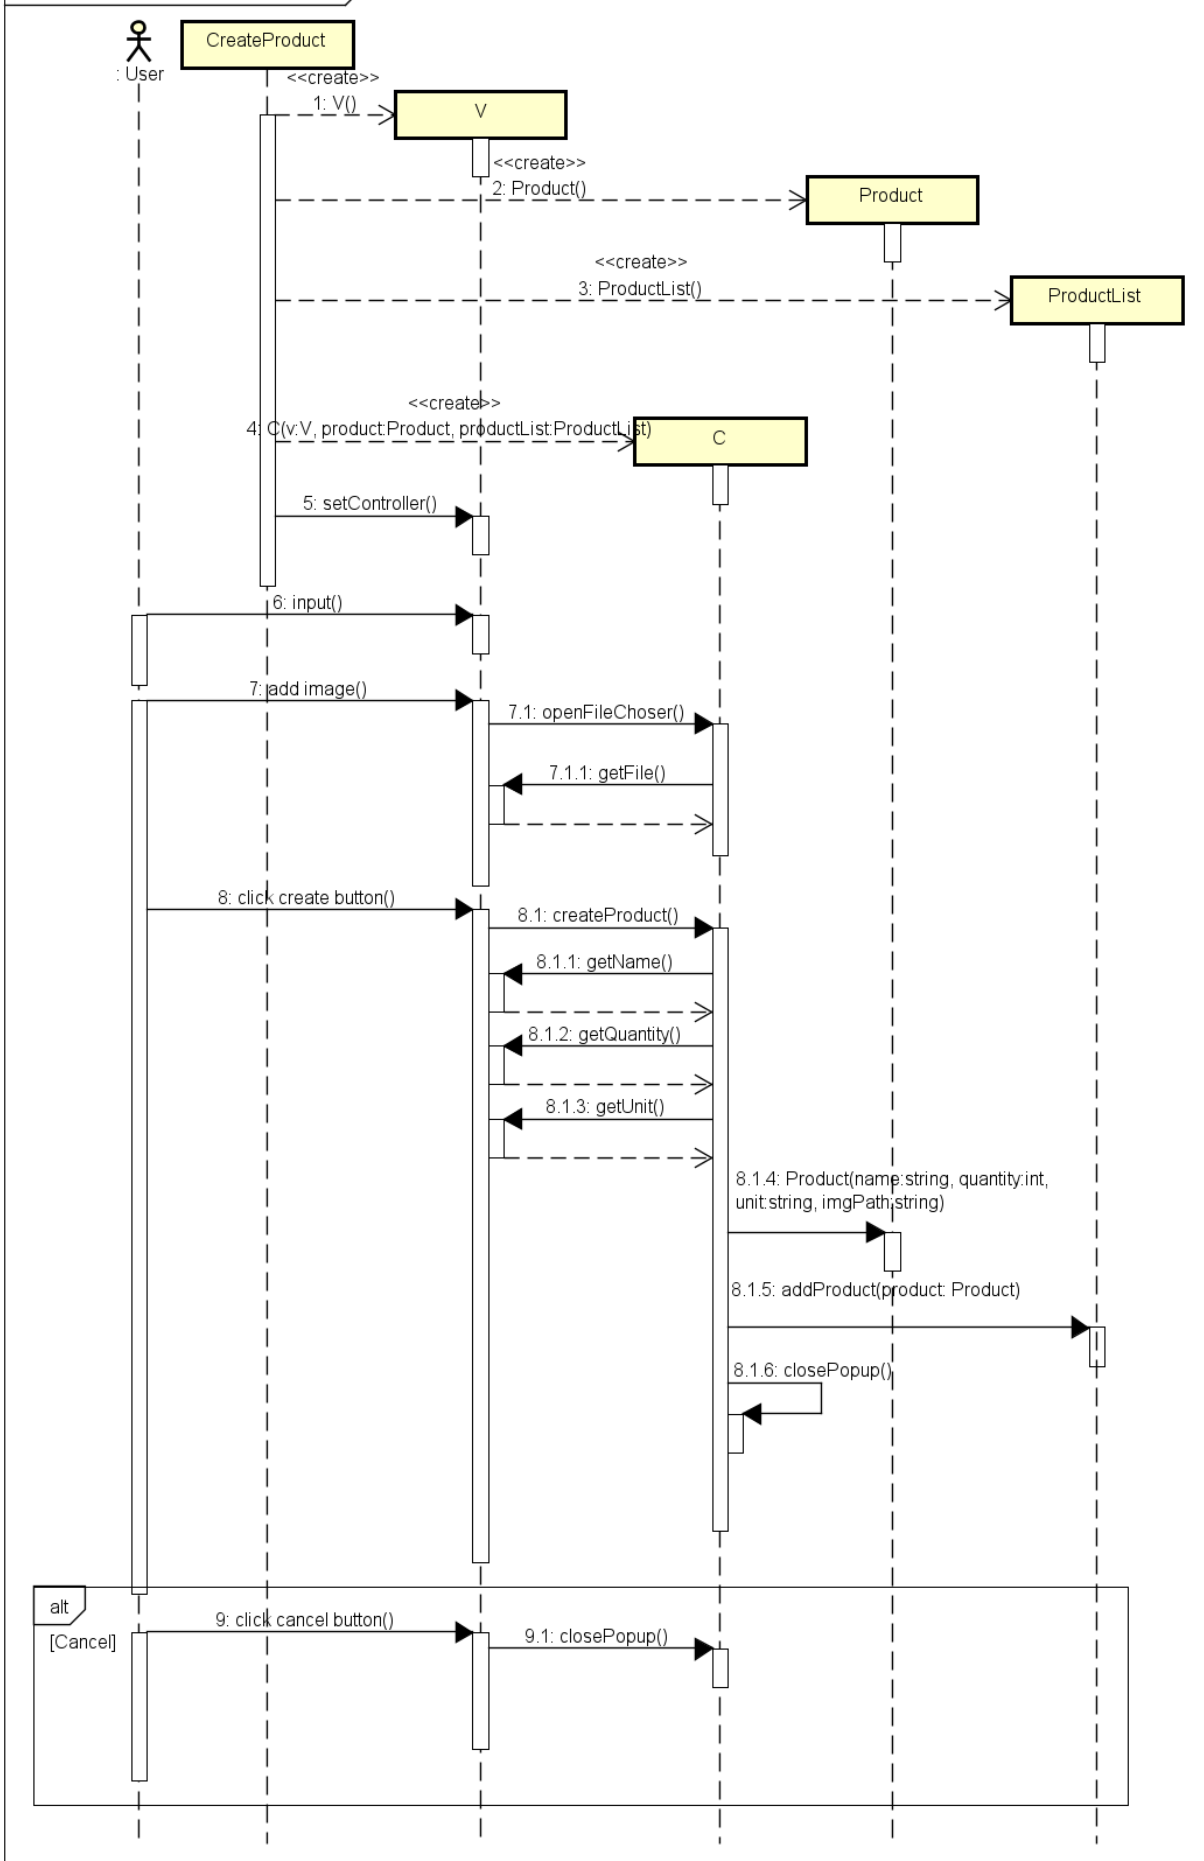 : User
CreateProduct
<<create>>
1: V()
V
<<create>>
2: Product()
Product
<<create>>
3: ProductList()
ProductList
<<create>>
4: C(v:V, product:Product, productList:ProductList)
C
5: setController()
6: input()
7: add image()
7.1: openFileChoser()
7.1.1: getFile()
8: click create button()
8.1: createProduct()
8.1.1: getName()
8.1.2: getQuantity()
8.1.3: getUnit()
8.1.4: Product(name:string, quantity:int,
unit:string, imgPath:string)
8.1.5: addProduct(product: Product)
8.1.6: closePopup()
alt
[Cancel]
9: click cancel button()
9.1: closePopup()